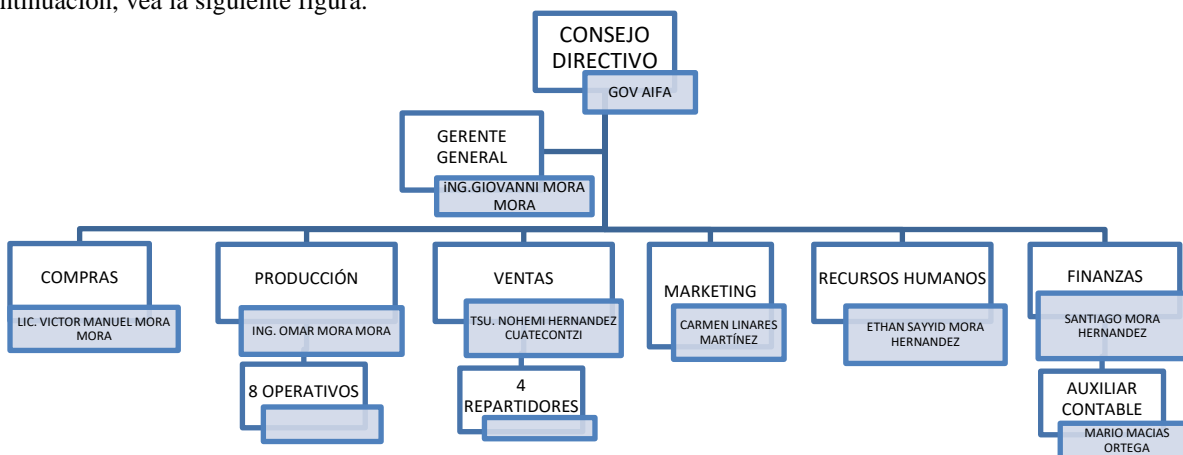 ntinuación, vea la siguiente figura.
CONSEJO
DIRECTIVO
GOV AIFA
GERENTE
GENERAL
iNG.GIOVANNI MORA
MORA
COMPRAS
LIC. VICTOR MANUEL MORA
MORA
PRODUCCIÓN
ING. OMAR MORA MORA
8 OPERATIVOS
VENTAS
TSU. NOHEMI HERNANDEZ
CUATECONTZI
4
REPARTIDORES
MARKETING
CARMEN LINARES
MARTÍNEZ
RECURSOS HUMANOS
ETHAN SAYYID MORA
HERNANDEZ
FINANZAS
SANTIAGO MORA
HERNANDEZ
AUXILIAR
CONTABLE
MARIO MACIAS
ORTEGA